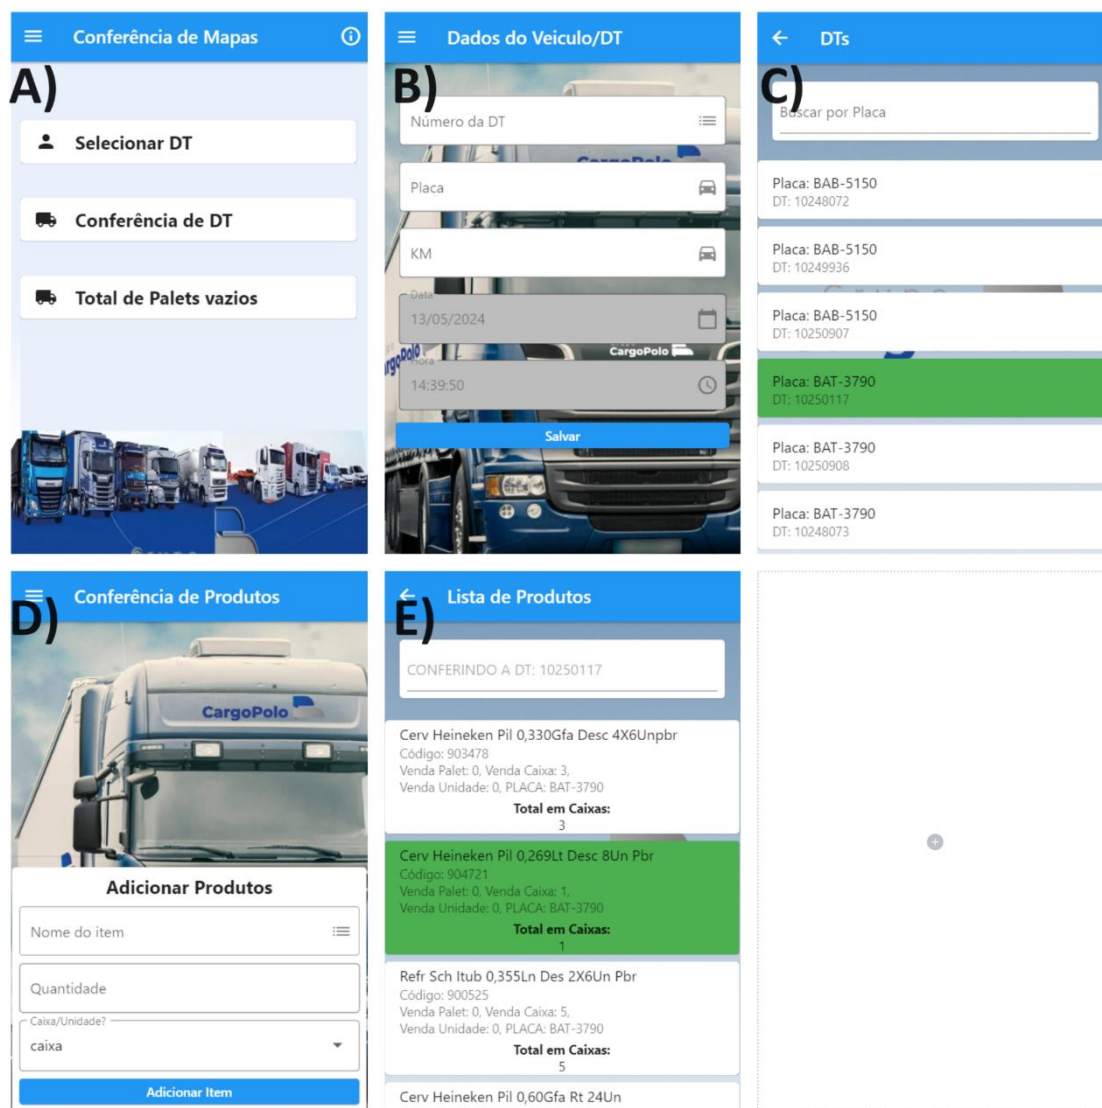 Conferência de Mapas
A)
Selecionar DT
Conferência de DT
Total de Palets vazios
Dados do Veiculo/DT
B)
Número da DT
CargoPolo
Placa
KM
Data
13/05/2024
CargoPolo
Hora
14:39:50
Salvar
DTs
C)
Buscar por Placa
Placa: BAB-5150
DT: 10248072
Placa: BAB-5150
DT: 10249936
Placa: BAB-5150
DT: 10250907
Placa: BAT-3790
DT: 10250117
Placa: BAT-3790
DT: 10250908
Placa: BAT-3790
DT: 10248073
Conferência de Produtos
D)
CargoPolo
Adicionar Produtos
Nome do item
Quantidade
Caixa/Unidade?
caixa
Adicionar Item
Lista de Produtos
E)
CONFERINDO A DT: 10250117
Cerv Heineken Pil 0,330Gfa Desc 4X6Unpbr
Código: 903478
Venda Palet: 0, Venda Caixa: 3,
Venda Unidade: 0, PLACA: BAT-3790
Total em Caixas:
3
Cerv Heineken Pil 0,269Lt Desc 8Un Pbr
Código: 904721
Venda Palet: 0, Venda Caixa: 1,
Venda Unidade: 0, PLACA: BAT-3790
Total em Caixas:
1
Refr Sch Itub 0,355Ln Des 2X6Un Pbr
Código: 900525
Venda Palet: 0, Venda Caixa: 5,
Venda Unidade: 0, PLACA: BAT-3790
Total em Caixas:
5
Cerv Heineken Pil 0,60Gfa Rt 24Un